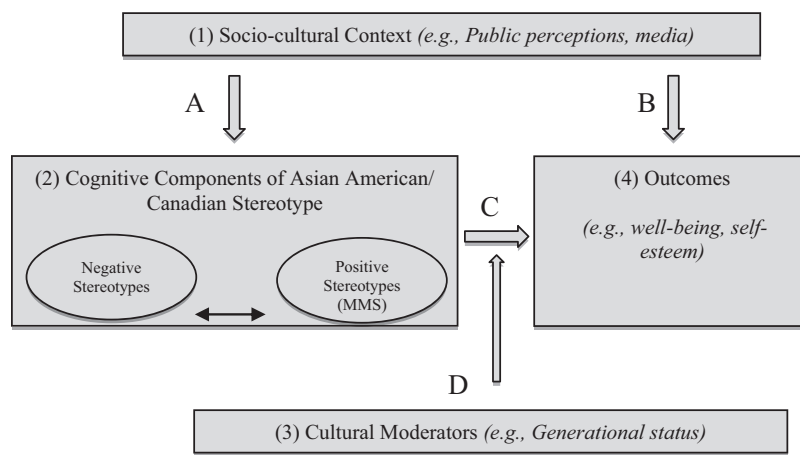 (1) Socio-cultural Context (e.g., Public perceptions, media)
A
B
(2) Cognitive Components of Asian American/
Canadian Stereotype
Negative
Stereotypes
Positive
Stereotypes
(MMS)
C
(4) Outcomes
(e.g., well-being, self-
esteem)
D
(3) Cultural Moderators (e.g., Generational status)